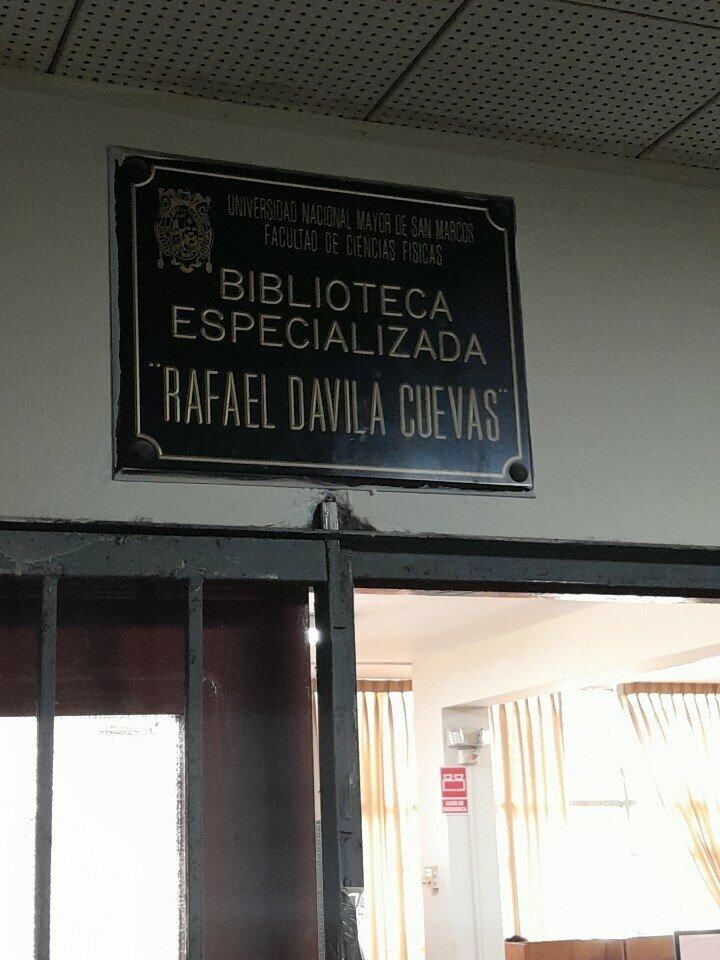 UNIVERSIDAD NACIONAL MAYOR DE SAN MARCOS
FACULTAD DE CIENCIAS FISICAS
BIBLIOTECA
ESPECIALIZADA
"RAFAEL DAVILA CUEVAS"